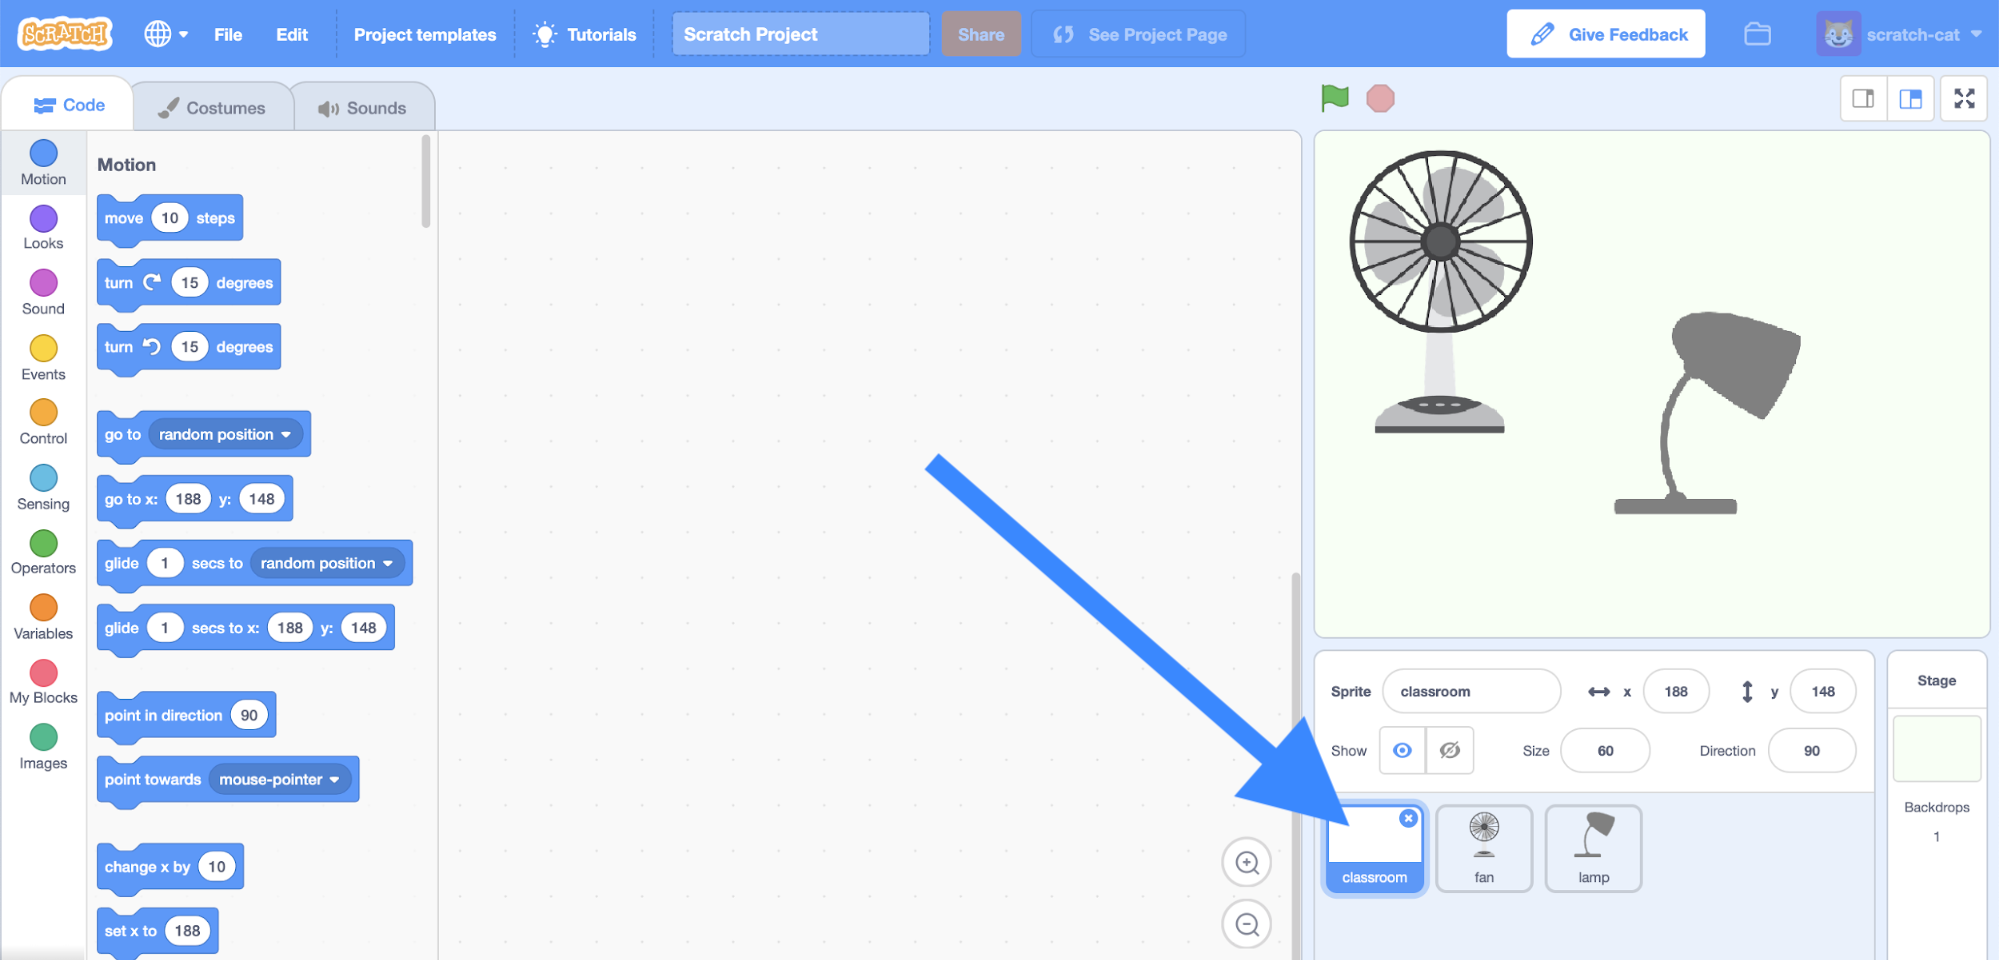 SCRATCH File Edit Project templates Tutorials Scratch Project Share See Project Page Give Feedback scratch-cat
Code Costumes Sounds
Motion
Looks
Sound
Events
Control
Sensing
Operators
Variables
My Blocks
Images
Motion
move 10 steps
turn 15 degrees
turn 15 degrees
go to random position
go to x: 188 y: 148
glide 1 secs to random position
glide 1 secs to x: 188 y: 148
point in direction 90
point towards mouse-pointer
change x by 10
set x to 188
Sprite classroom x 188 y 148
Show Size 60 Direction 90
classroom fan lamp
Stage
Backdrops
1